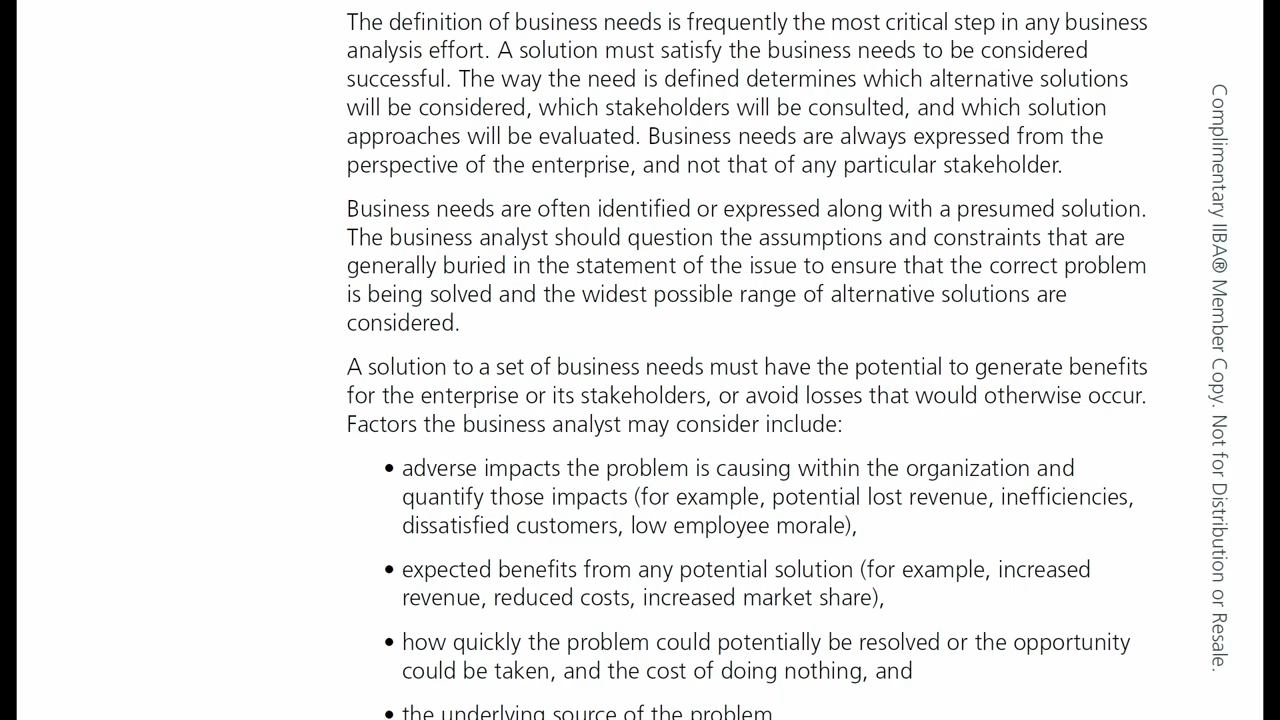 The definition of business needs is frequently the most critical step in any business
analysis effort. A solution must satisfy the business needs to be considered
successful. The way the need is defined determines which alternative solutions
will be considered, which stakeholders will be consulted, and which solution
approaches will be evaluated. Business needs are always expressed from the
perspective of the enterprise, and not that of any particular stakeholder.
Business needs are often identified or expressed along with a presumed solution.
The business analyst should question the assumptions and constraints that are
generally buried in the statement of the issue to ensure that the correct problem
is being solved and the widest possible range of alternative solutions are
considered.
A solution to a set of business needs must have the potential to generate benefits
for the enterprise or its stakeholders, or avoid losses that would otherwise occur.
Factors the business analyst may consider include:
• adverse impacts the problem is causing within the organization and
quantify those impacts (for example, potential lost revenue, inefficiencies,
dissatisfied customers, low employee morale),
• expected benefits from any potential solution (for example, increased
revenue, reduced costs, increased market share),
• how quickly the problem could potentially be resolved or the opportunity
could be taken, and the cost of doing nothing, and
• the underlying source of the problem
Complimentary IIBA® Member Copy. Not for Distribution or Resale.